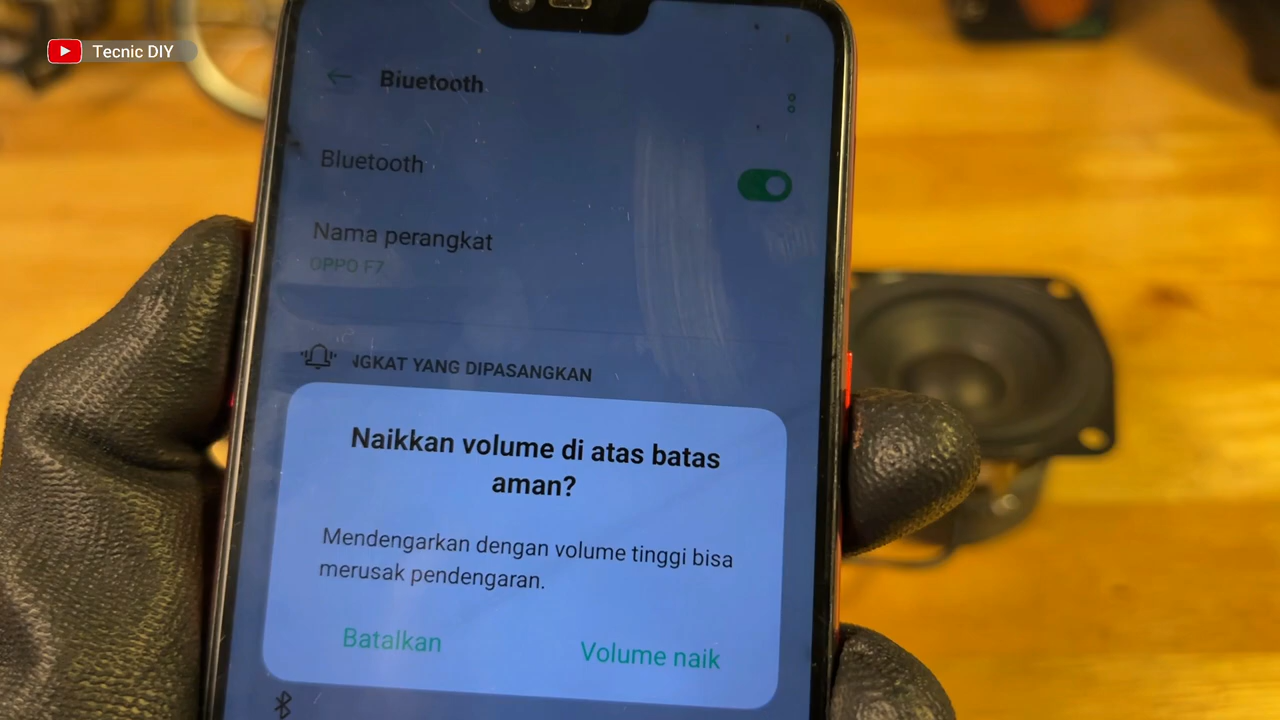 Tecnic DIY
Biuetooth
Bluetooth
Nama perangkat
OPPO F7
NGKAT YANG DIPASANGKAN
Naikkan volume di atas batas
aman?
Mendengarkan dengan volume tinggi bisa
merusak pendengaran.
Batalkan
Volume naik